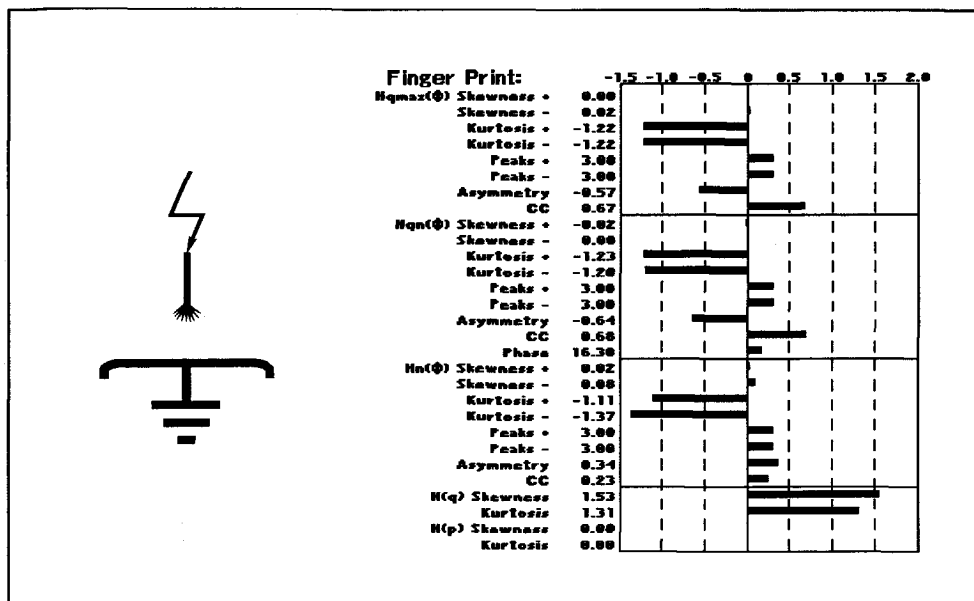 Finger Print: -1.5 -1.0 -0.5 0 0.5 1.0 1.5 2.0
Hqmax(Φ) Skewness + 0.00
Skewness - 0.02
Kurtosis + -1.22
Kurtosis - -1.22
Peaks + 3.00
Peaks - 3.00
Asymmetry -0.57
CC 0.67
Hqn(Φ) Skewness + -0.02
Skewness - 0.00
Kurtosis + -1.23
Kurtosis - -1.20
Peaks + 3.00
Peaks - 3.00
Asymmetry -0.64
CC 0.68
Phase 16.30
Hn(Φ) Skewness + 0.02
Skewness - 0.08
Kurtosis + -1.11
Kurtosis - -1.37
Peaks + 3.00
Peaks - 3.00
Asymmetry 0.34
CC 0.23
H(q) Skewness 1.53
Kurtosis 1.31
H(p) Skewness 0.00
Kurtosis 0.00